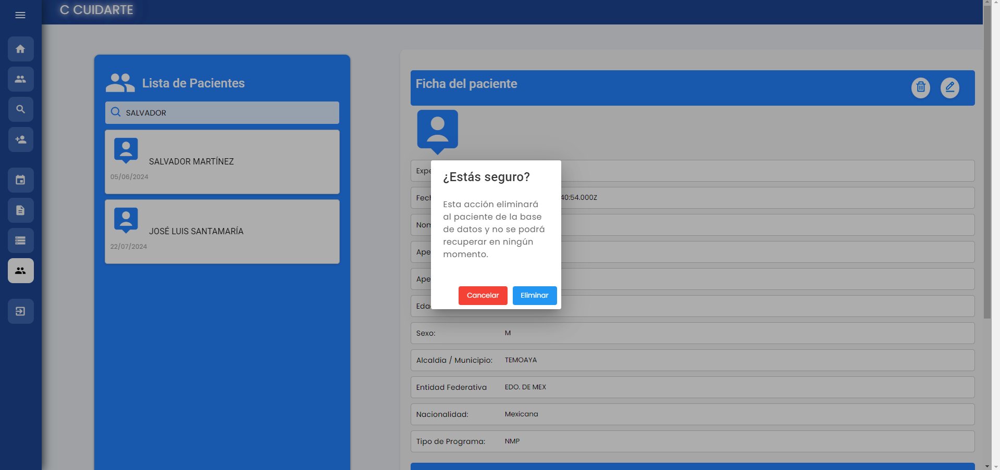 C CUIDARTE
Lista de Pacientes
SALVADOR
SALVADOR MARTÍNEZ
05/06/2024
JOSÉ LUIS SANTAMARÍA
22/07/2024
Ficha del paciente
Expe
Fech 40:54.000Z
Nom
Ape
Ape
Eda
Sexo: M
Alcaldia / Municipio: TEMOAYA
Entidad Federativa EDO. DE MEX
Nacionalidad: Mexicana
Tipo de Programa: NMP
¿Estás seguro?
Esta acción eliminará
al paciente de la base
de datos y no se podrá
recuperar en ningún
momento.
Cancelar Eliminar